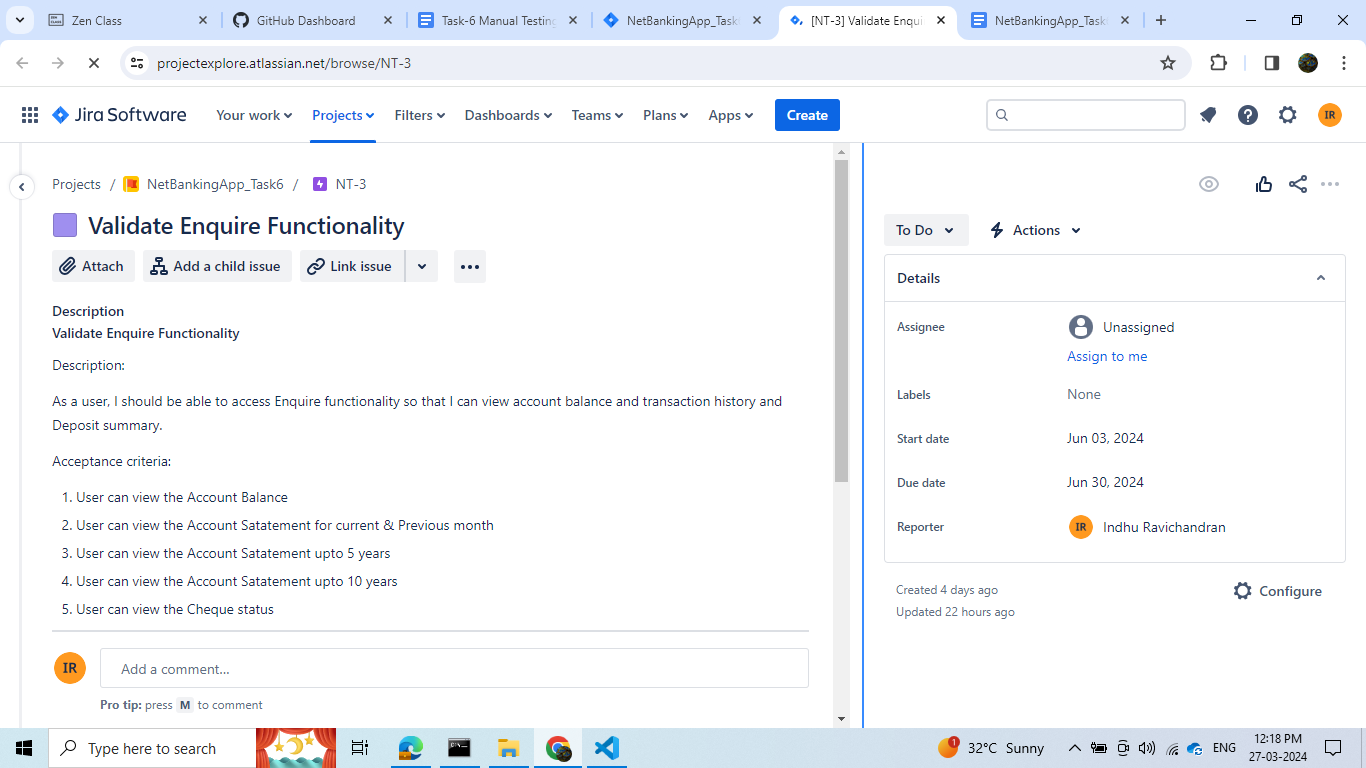 Zen Class
GitHub Dashboard
Task-6 Manual Testing
NetBankingApp_Task
[NT-3] Validate Enqui
NetBankingApp_Task
projectexplore.atlassian.net/browse/NT-3
Jira Software
Your work
Projects
Filters
Dashboards
Teams
Plans
Apps
Create
IR
Projects / NetBankingApp_Task6 / NT-3
Validate Enquire Functionality
Attach
Add a child issue
Link issue
To Do
Actions
Description
Validate Enquire Functionality
Description:
As a user, I should be able to access Enquire functionality so that I can view account balance and transaction history and
Deposit summary.
Acceptance criteria:
1. User can view the Account Balance
2. User can view the Account Satatement for current & Previous month
3. User can view the Account Satatement upto 5 years
4. User can view the Account Satatement upto 10 years
5. User can view the Cheque status
IR
Add a comment...
Pro tip: press M to comment
Details
Assignee
Unassigned
Assign to me
Labels
None
Start date
Jun 03, 2024
Due date
Jun 30, 2024
Reporter
IR Indhu Ravichandran
Created 4 days ago
Updated 22 hours ago
Configure
Type here to search
1
32°C Sunny
ENG
12:18 PM
27-03-2024